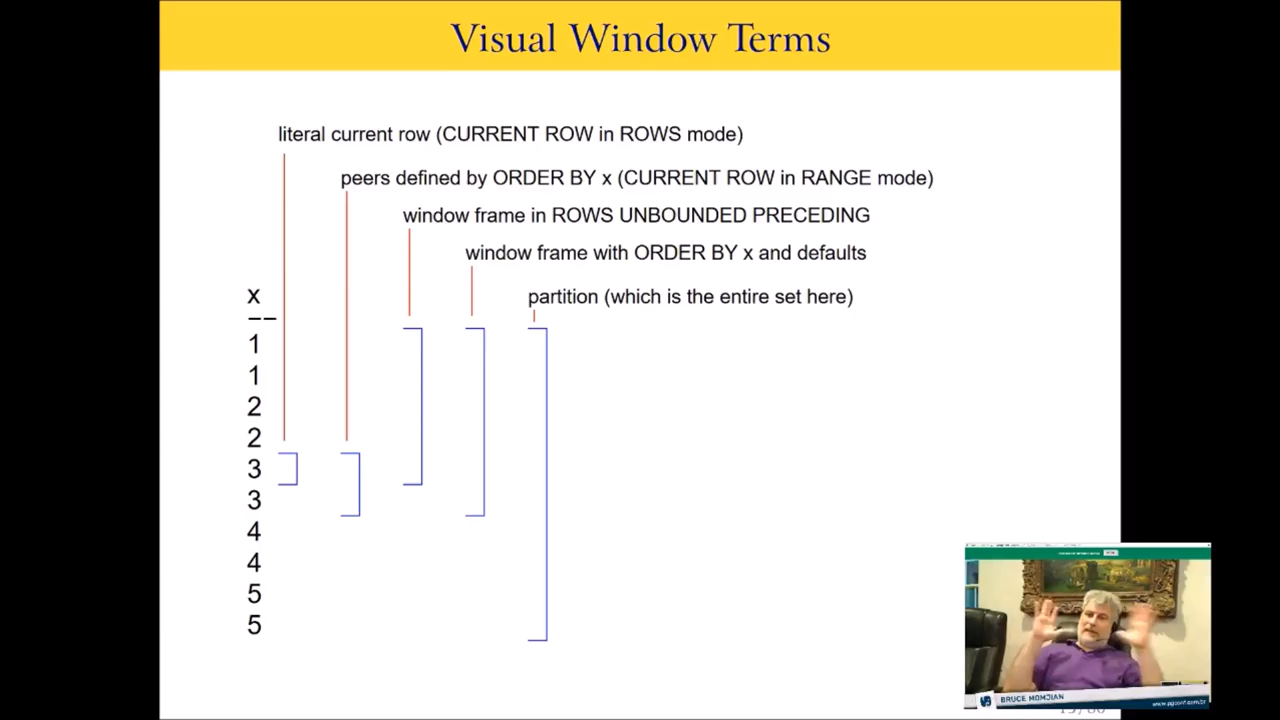 Visual Window Terms
literal current row (CURRENT ROW in ROWS mode)
peers defined by ORDER BY x (CURRENT ROW in RANGE mode)
window frame in ROWS UNBOUNDED PRECEDING
window frame with ORDER BY x and defaults
partition (which is the entire set here)
x
--
1
1
2
2
3
3
4
4
5
5
BRUCE MOMJIAN